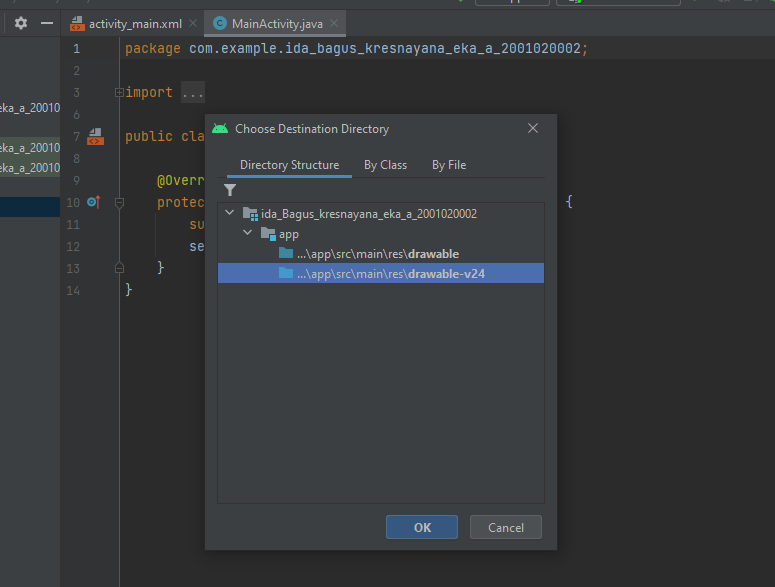 activity_main.xml
MainActivity.java
1 package com.example.ida_bagus_kresnayana_eka_a_2001020002;
2
3 import ...
6
eka_a_20010
7 public cla
8
eka_a_20010
9 @Overr
eka_a_20010
10 protec {
11 su
12 se
13 }
14 }
Choose Destination Directory
Directory Structure
By Class
By File
ida_Bagus_kresnayana_eka_a_2001020002
app
...\app\src\main\res\drawable
...\app\src\main\res\drawable-v24
OK
Cancel